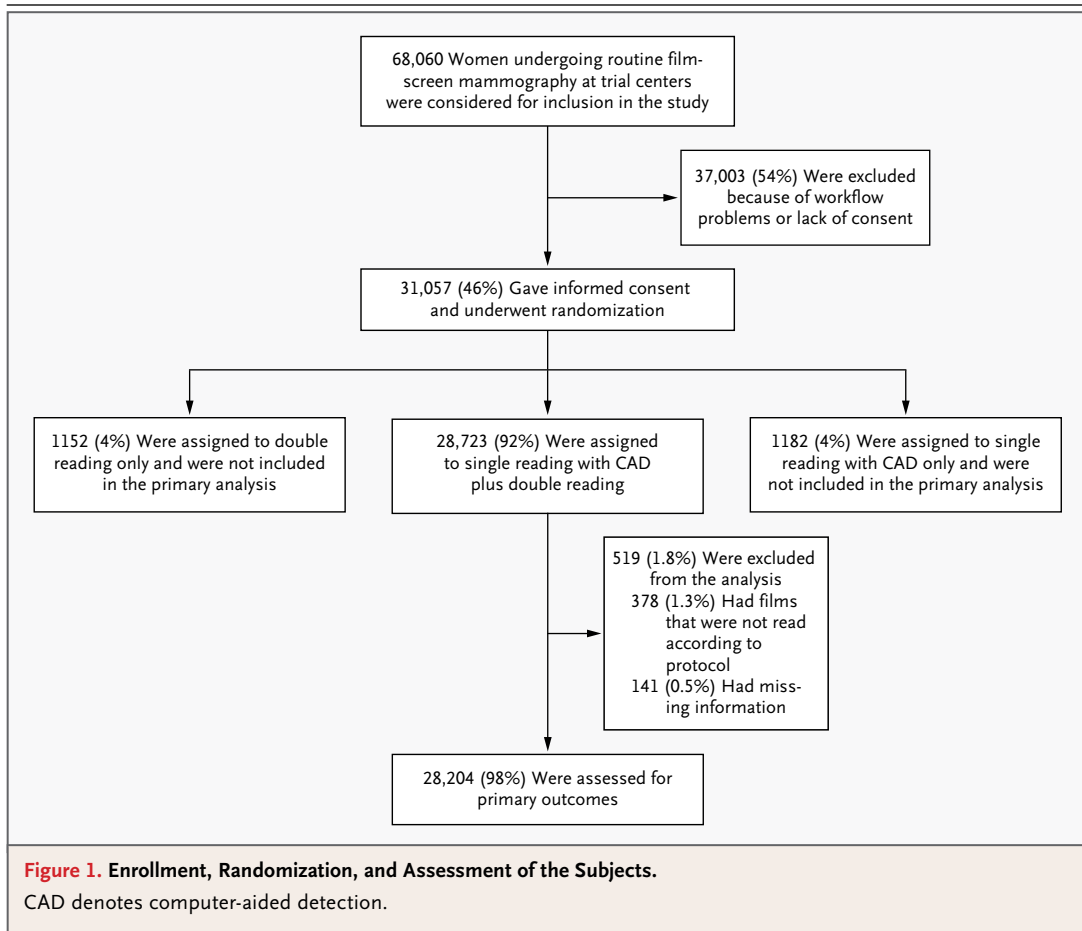 68,060 Women undergoing routine film-
screen mammography at trial centers
were considered for inclusion in the study
37,003 (54%) Were excluded
because of workflow
problems or lack of consent
31,057 (46%) Gave informed consent
and underwent randomization
1152 (4%) Were assigned to double
reading only and were not included
in the primary analysis
28,723 (92%) Were assigned
to single reading with CAD
plus double reading
1182 (4%) Were assigned to single
reading with CAD only and were
not included in the primary analysis
519 (1.8%) Were excluded
from the analysis
378 (1.3%) Had films
that were not read
according to
protocol
141 (0.5%) Had miss-
ing information
28,204 (98%) Were assessed for
primary outcomes
Figure 1. Enrollment, Randomization, and Assessment of the Subjects.
CAD denotes computer-aided detection.